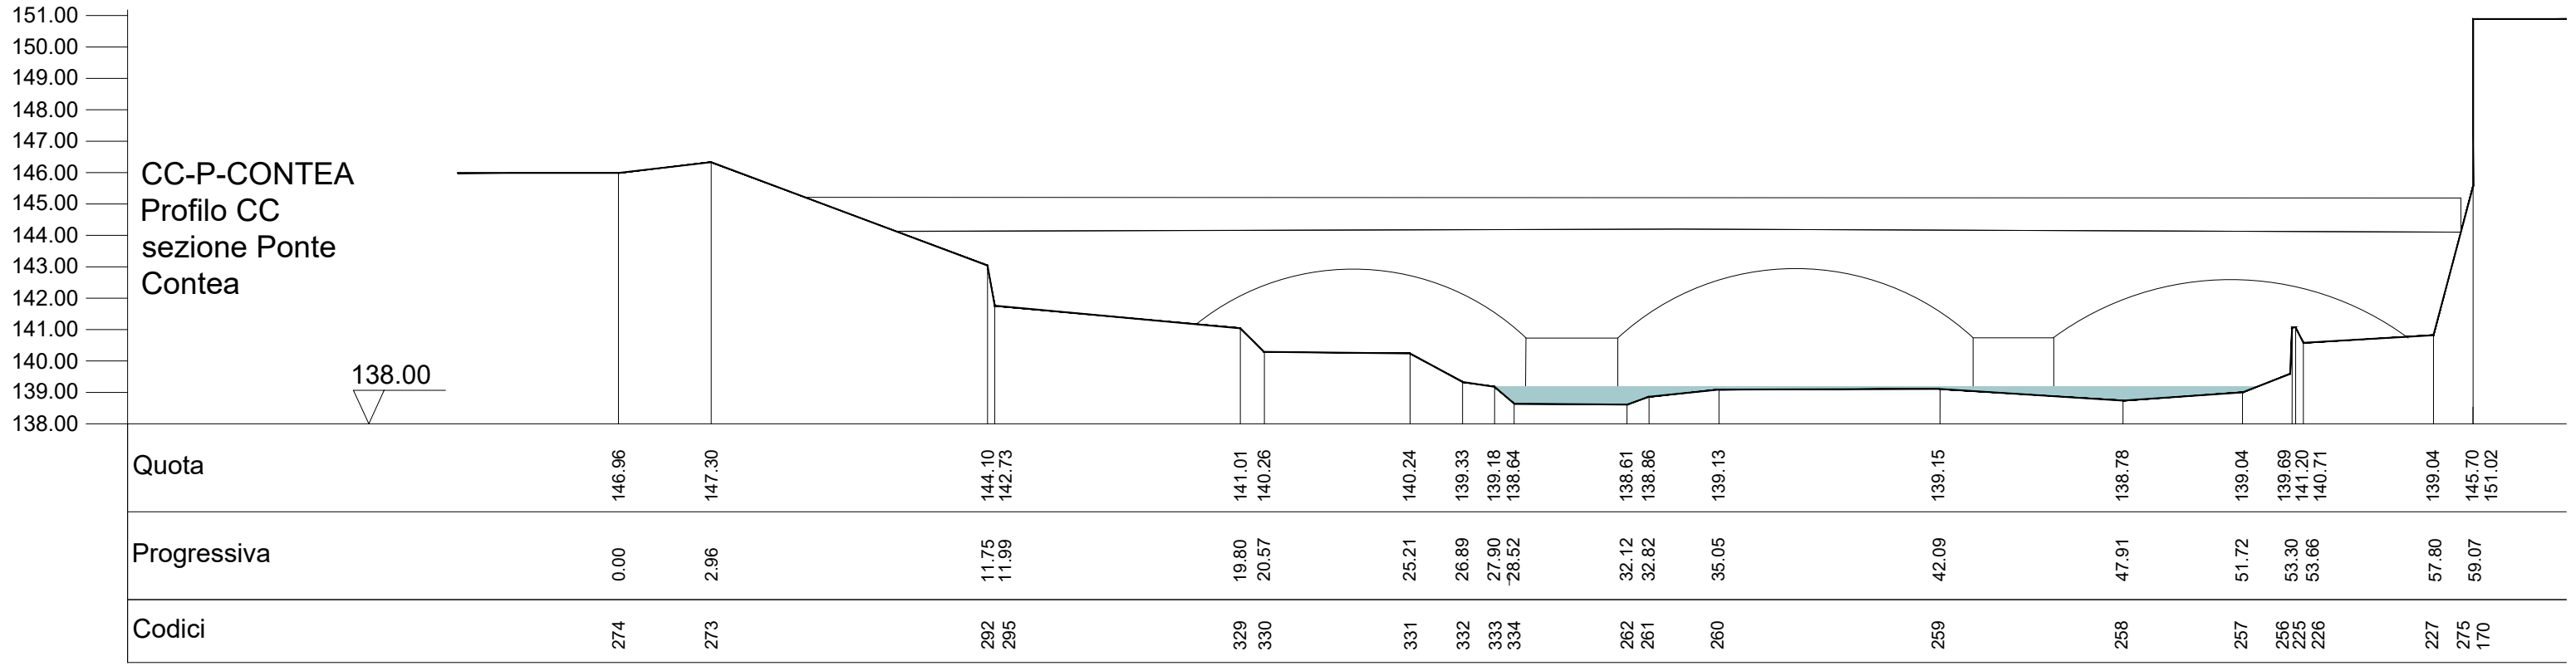 151.00
150.00
149.00
148.00
147.00
146.00
145.00
144.00
143.00
142.00
141.00
140.00
139.00
138.00
CC-P-CONTEA
Profilo CC
sezione Ponte
Contea
138.00
Quota 146.96 147.30 144.10 142.73 141.01 140.26 140.24 139.33 139.18 138.64 138.61 138.86 139.13 139.15 138.78 139.04 139.69 141.20 140.71 139.04 145.70 151.02
Progressiva 0.00 2.96 11.75 11.99 19.80 20.57 25.21 26.89 27.90 28.52 32.12 32.82 35.05 42.09 47.91 51.72 53.30 53.66 57.80 59.07
Codici 274 273 292 295 329 330 331 332 333 334 262 261 260 259 258 257 256 225 226 227 275 170